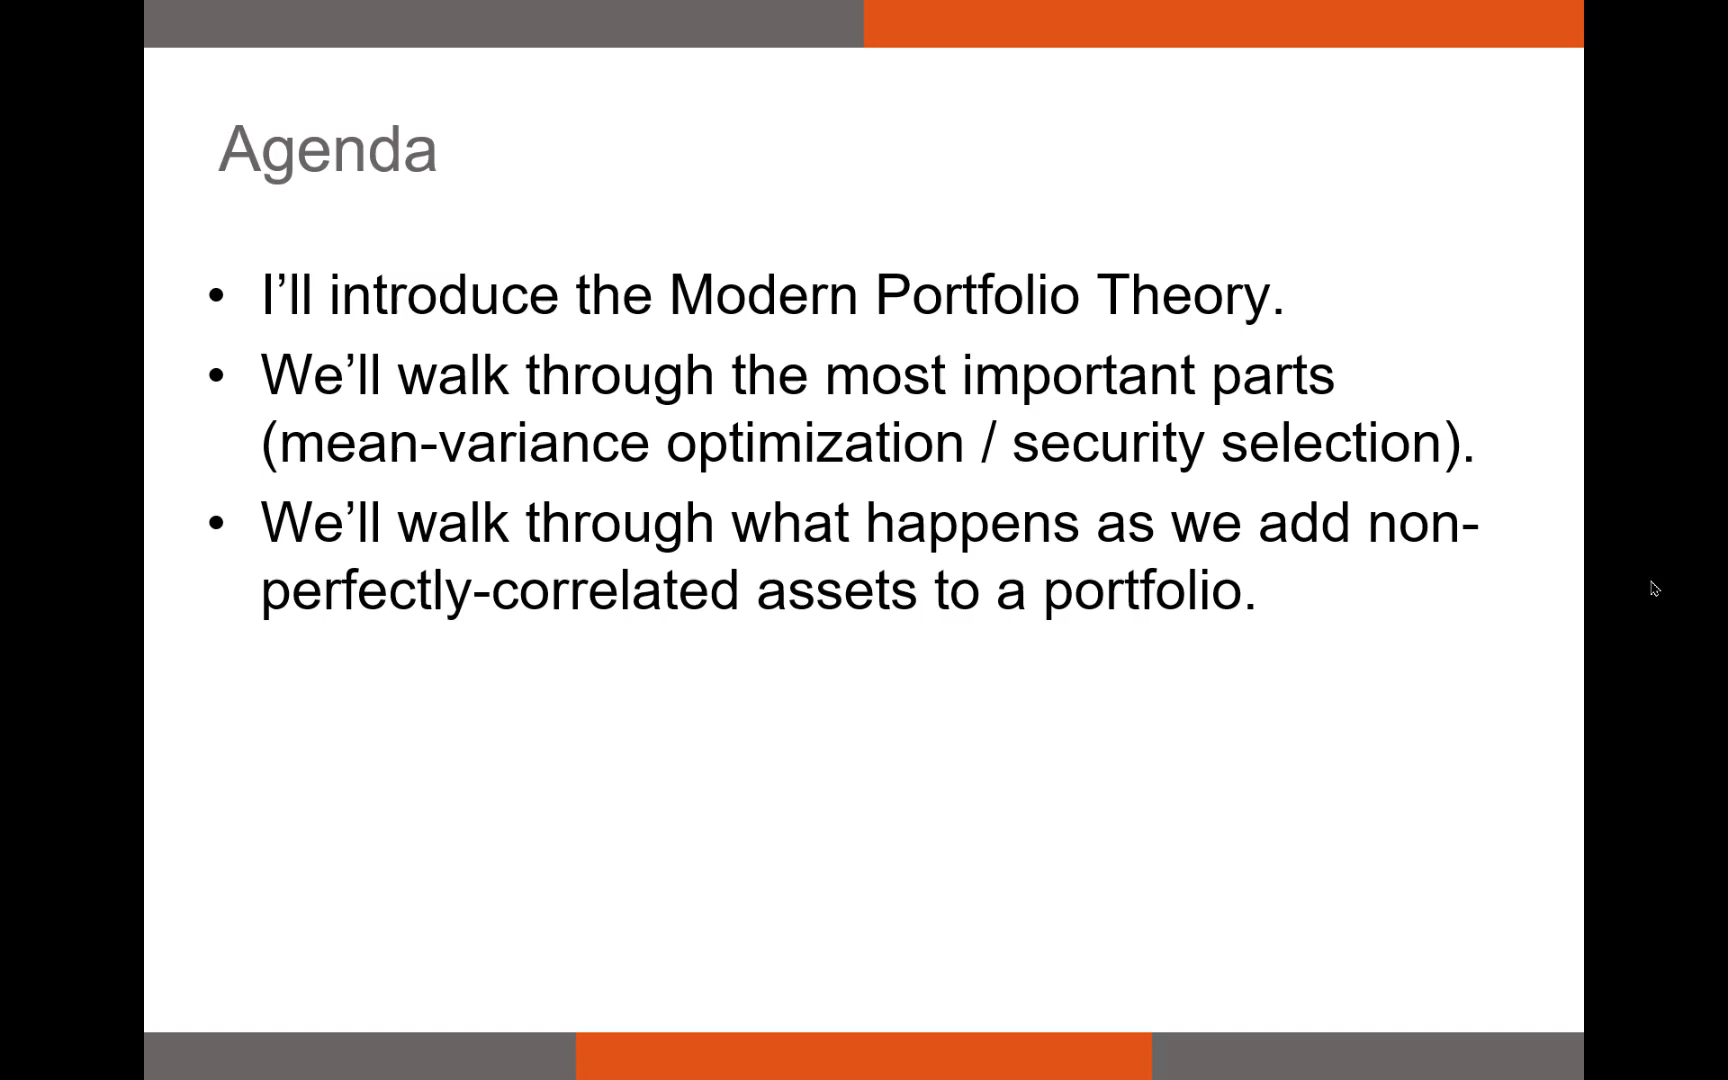 Agenda
• I’ll introduce the Modern Portfolio Theory.
• We’ll walk through the most important parts
(mean-variance optimization / security selection).
• We’ll walk through what happens as we add non-
perfectly-correlated assets to a portfolio.